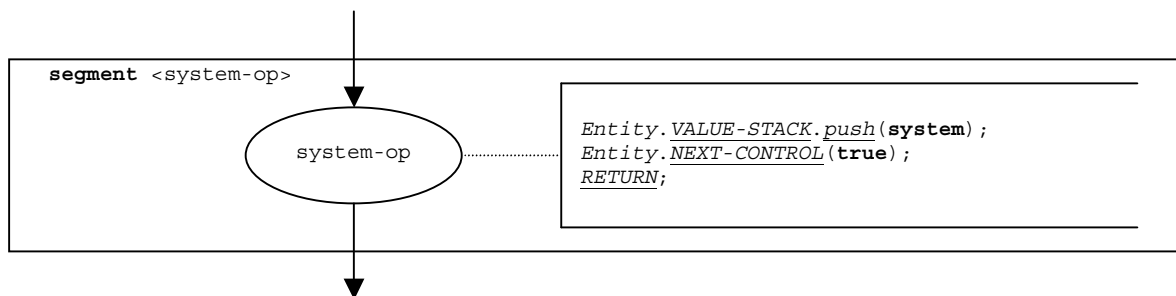 segment <system-op>
system-op
Entity.VALUE-STACK.push(system);
Entity.NEXT-CONTROL(true);
RETURN;